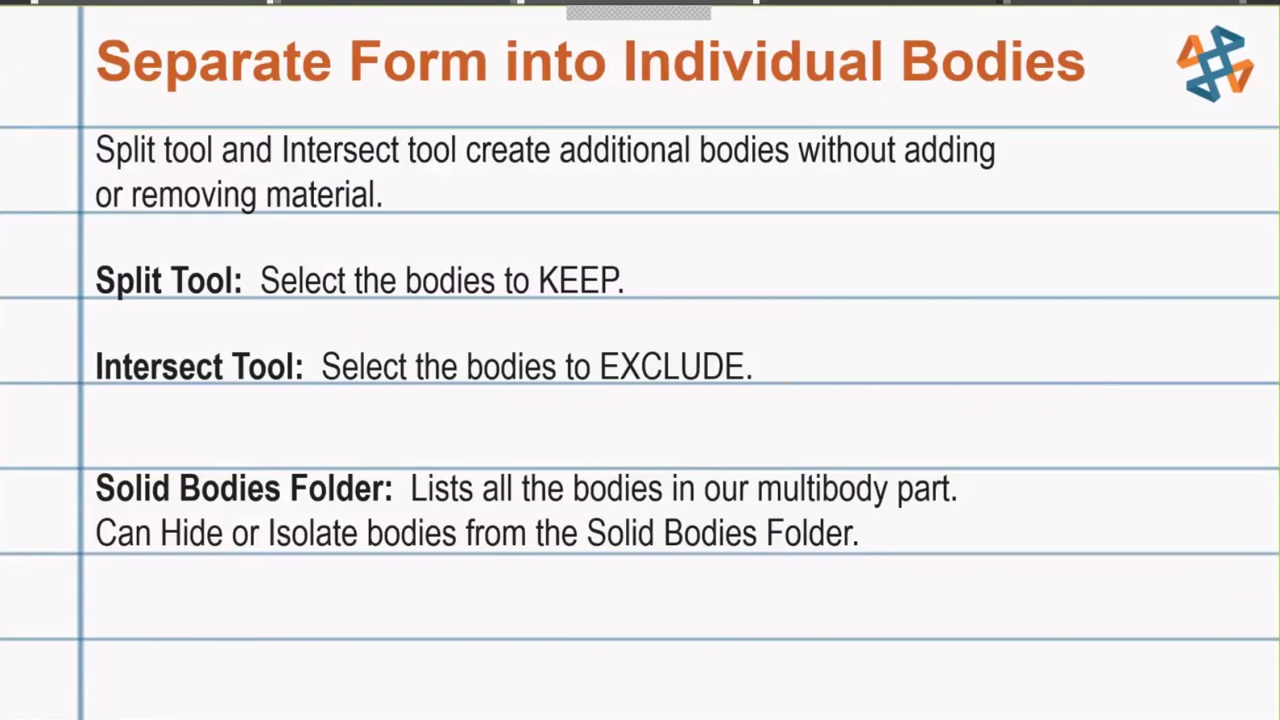 Separate Form into Individual Bodies
Split tool and Intersect tool create additional bodies without adding
or removing material.
Split Tool:  Select the bodies to KEEP.
Intersect Tool:  Select the bodies to EXCLUDE.
Solid Bodies Folder:  Lists all the bodies in our multibody part.
Can Hide or Isolate bodies from the Solid Bodies Folder.